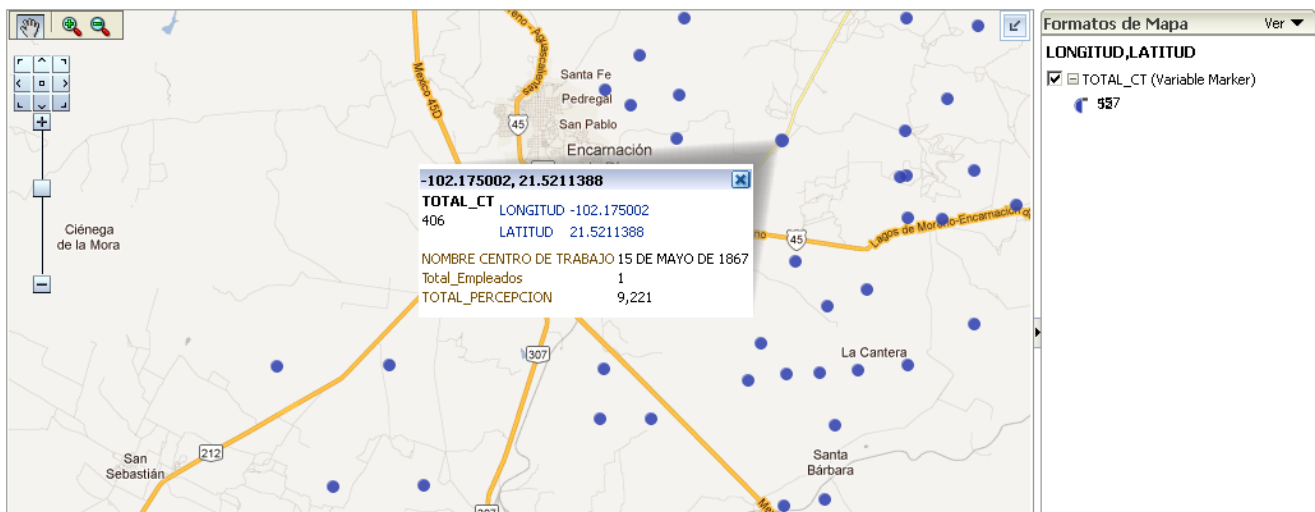 Formatos de Mapa
Ver
LONGITUD,LATITUD
TOTAL_CT (Variable Marker)
Mexico 45D
Aguascalientes
Santa Fe
Pedregal
San Pablo
45
Encarnación
-102.175002, 21.5211388
TOTAL_CT
406
LONGITUD -102.175002
LATITUD 21.5211388
NOMBRE CENTRO DE TRABAJO 15 DE MAYO DE 1867
Total_Empleados 1
TOTAL_PERCEPCION 9,221
Ciénega
de la Mora
45
Lagos de Moreno-Encarnación
307
La Cantera
212
San
Sebastián
Santa
Bárbara
307